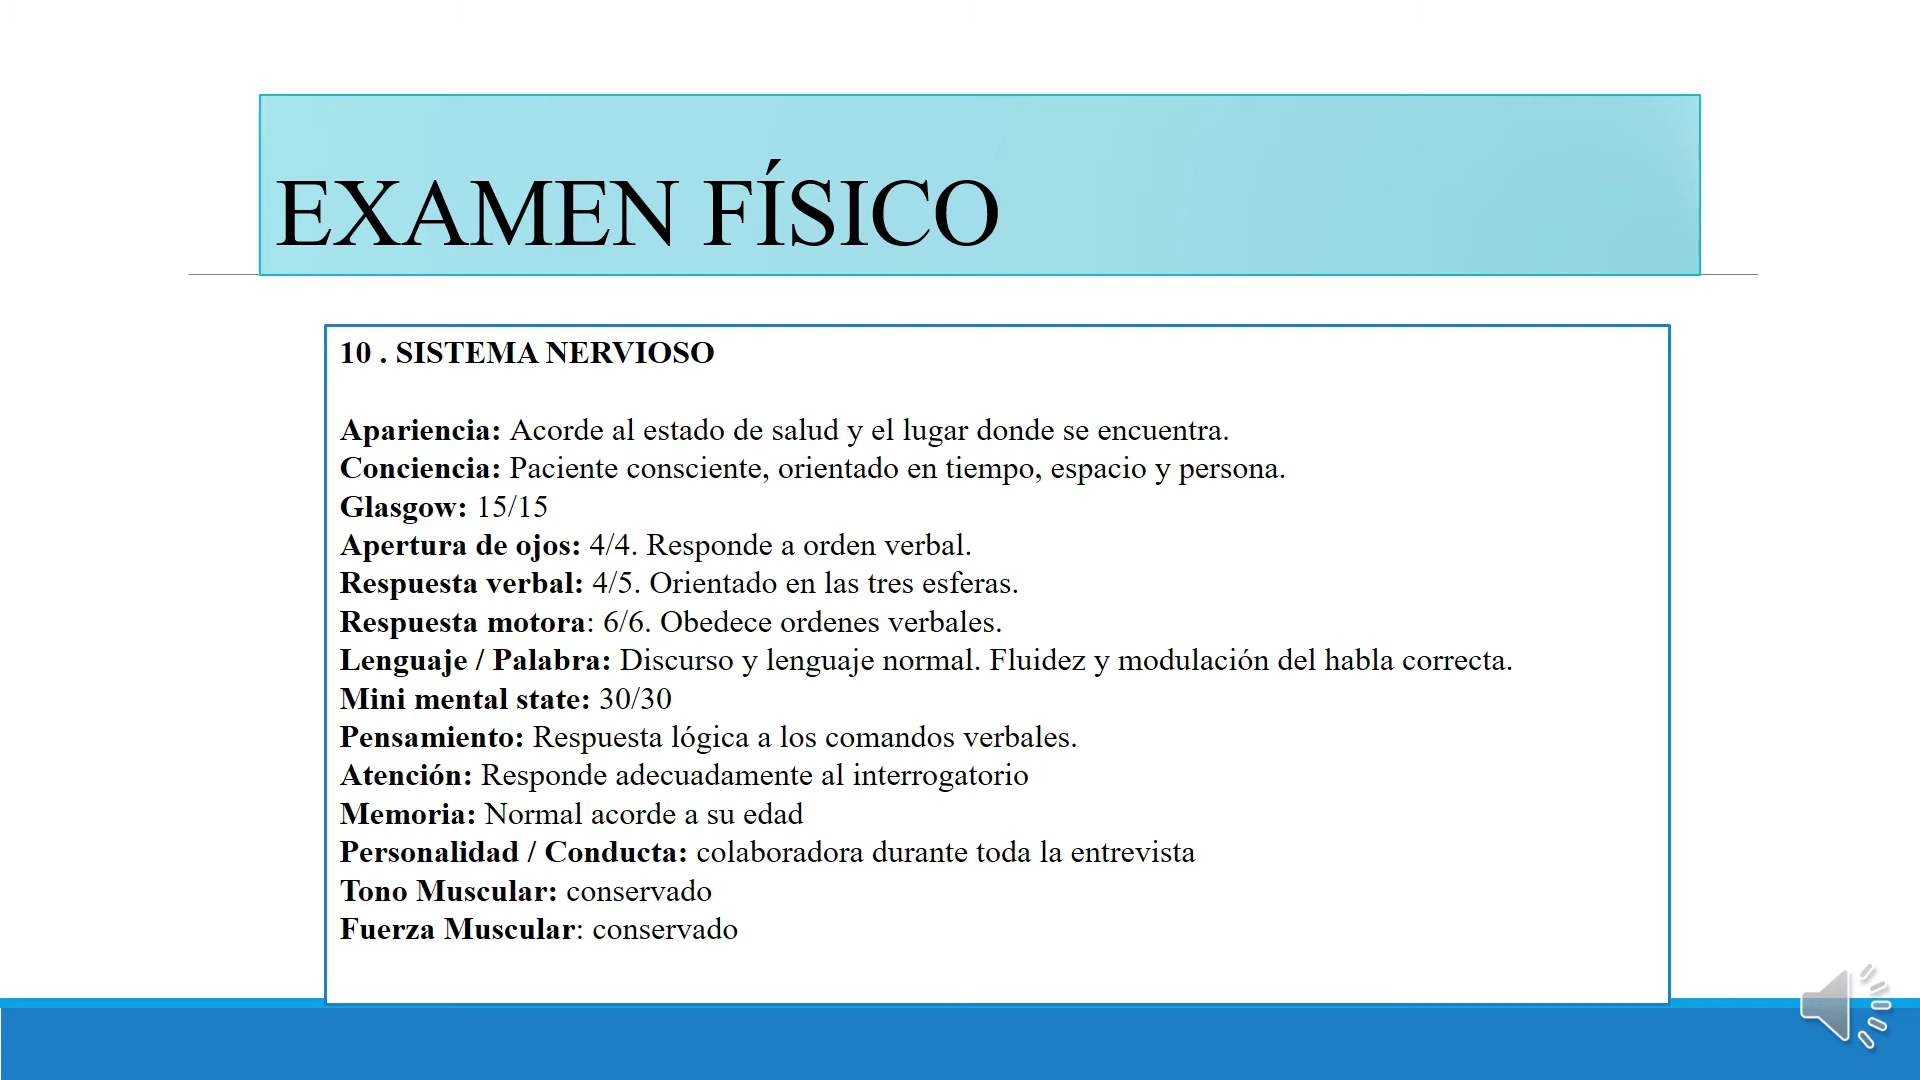 EXAMEN FÍSICO
10 . SISTEMA NERVIOSO
Apariencia: Acorde al estado de salud y el lugar donde se encuentra.
Conciencia: Paciente consciente, orientado en tiempo, espacio y persona.
Glasgow: 15/15
Apertura de ojos: 4/4. Responde a orden verbal.
Respuesta verbal: 4/5. Orientado en las tres esferas.
Respuesta motora: 6/6. Obedece ordenes verbales.
Lenguaje / Palabra: Discurso y lenguaje normal. Fluidez y modulación del habla correcta.
Mini mental state: 30/30
Pensamiento: Respuesta lógica a los comandos verbales.
Atención: Responde adecuadamente al interrogatorio
Memoria: Normal acorde a su edad
Personalidad / Conducta: colaboradora durante toda la entrevista
Tono Muscular: conservado
Fuerza Muscular: conservado